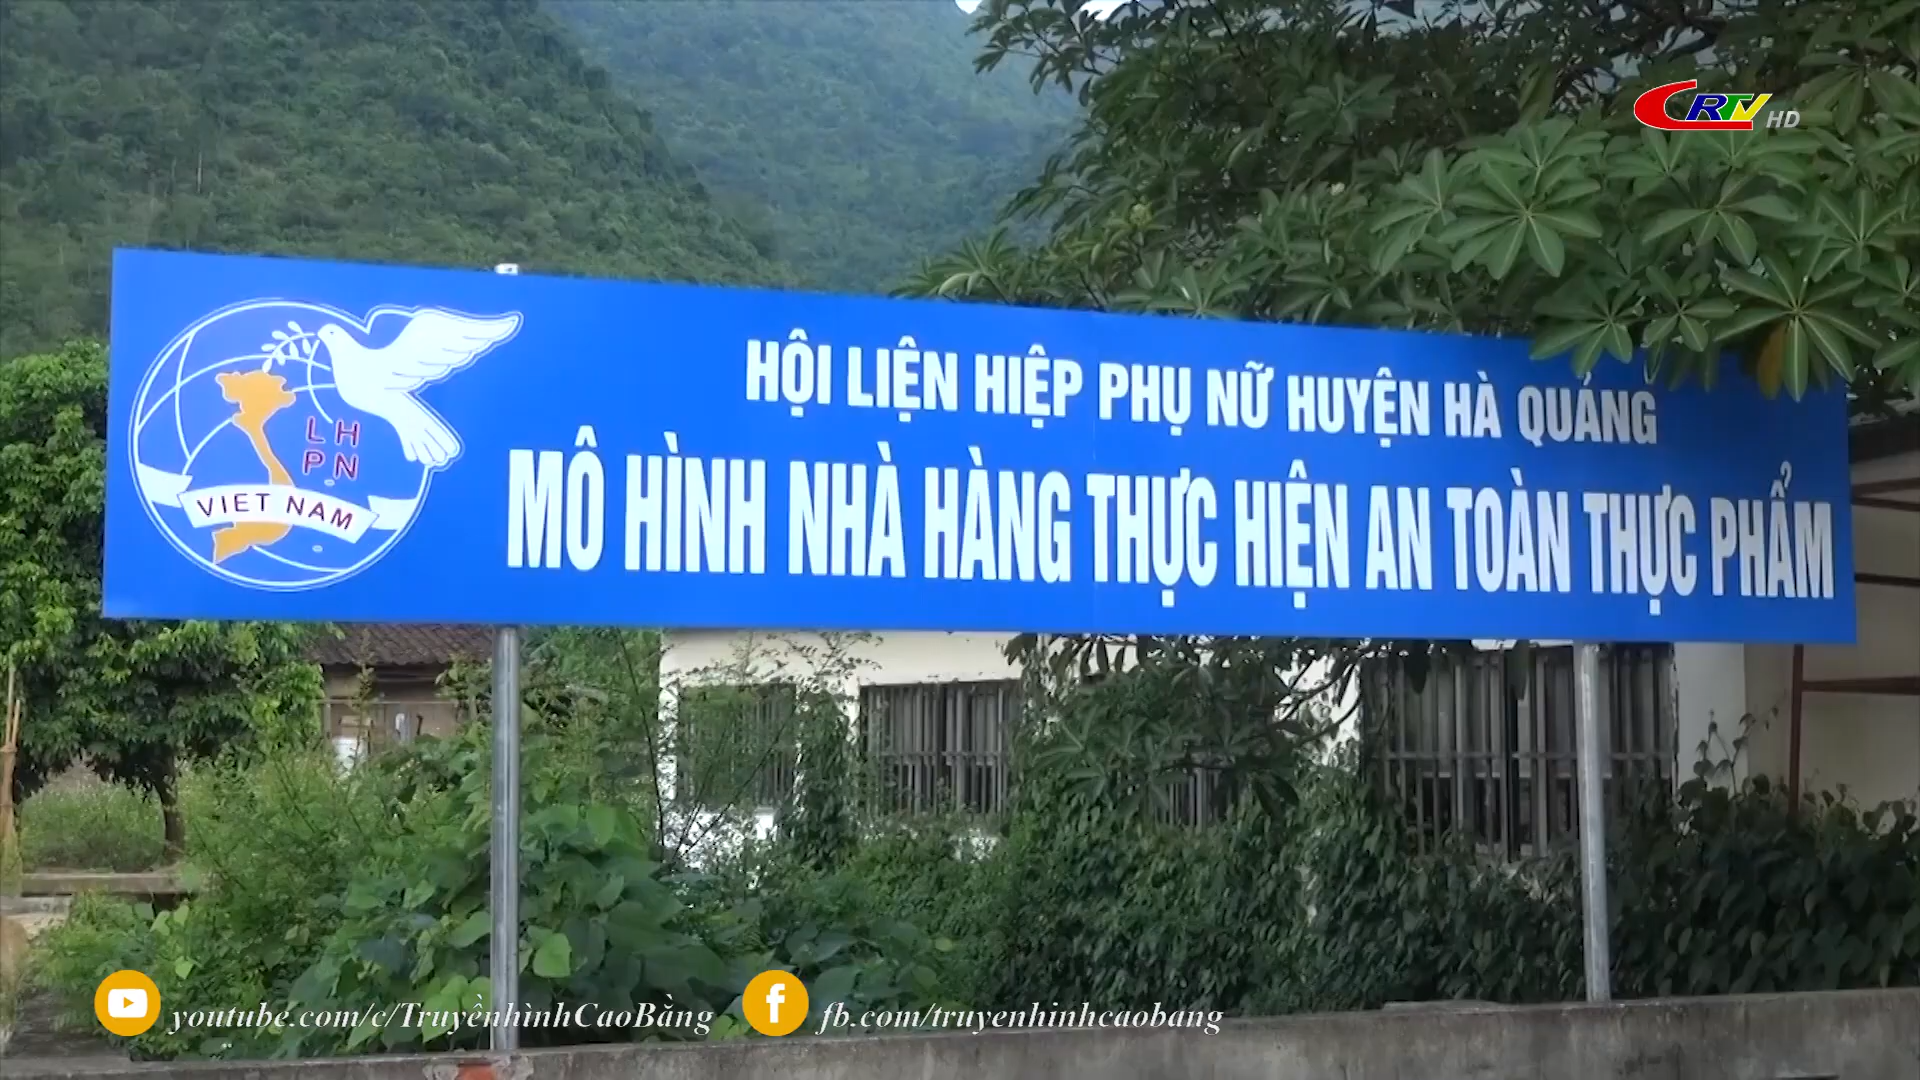 CRTV HD
HỘI LIÊN HIỆP PHỤ NỮ HUYỆN HÀ QUẢNG
MÔ HÌNH NHÀ HÀNG THỰC HIỆN AN TOÀN THỰC PHẨM
LH
PN
VIET NAM
youtube.com/c/TruyềnhìnhCaoBằng
fb.com/truyenhinhcaobang